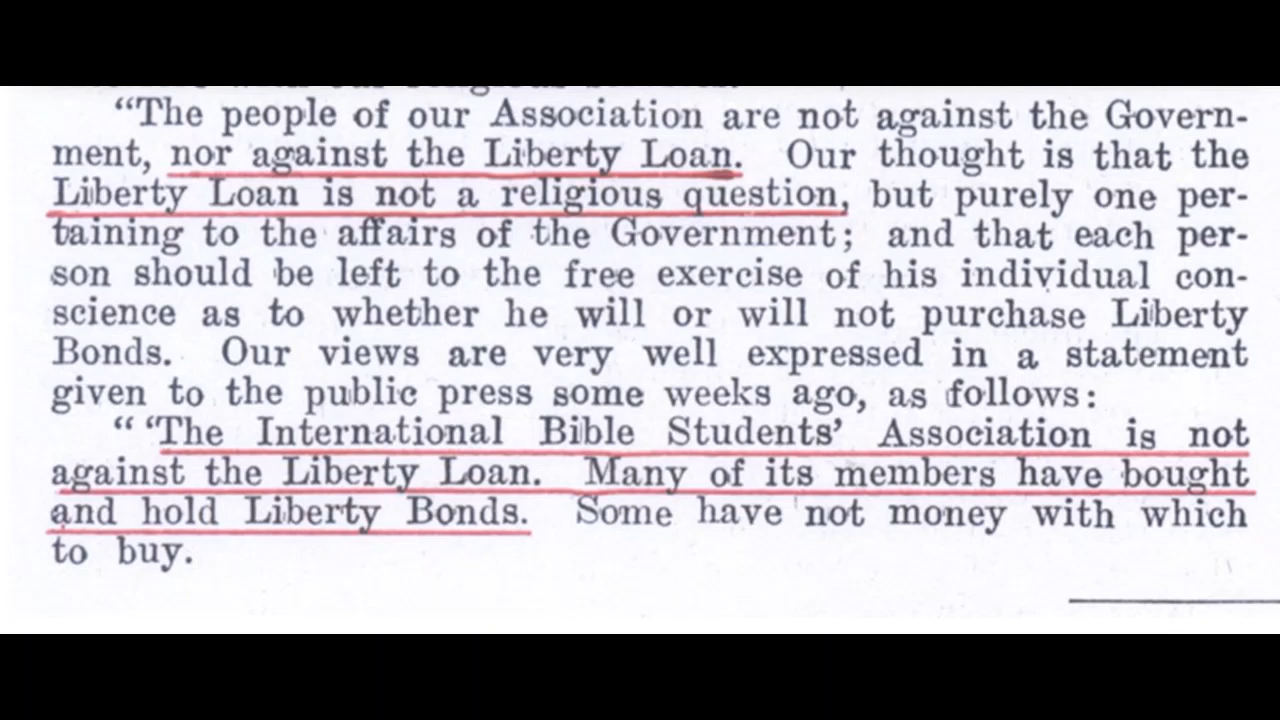 “The people of our Association are not against the Govern-
ment, nor against the Liberty Loan. Our thought is that the
Liberty Loan is not a religious question, but purely one per-
taining to the affairs of the Government; and that each per-
son should be left to the free exercise of his individual con-
science as to whether he will or will not purchase Liberty
Bonds. Our views are very well expressed in a statement
given to the public press some weeks ago, as follows:
“ ‘The International Bible Students’ Association is not
against the Liberty Loan. Many of its members have bought
and hold Liberty Bonds. Some have not money with which
to buy.